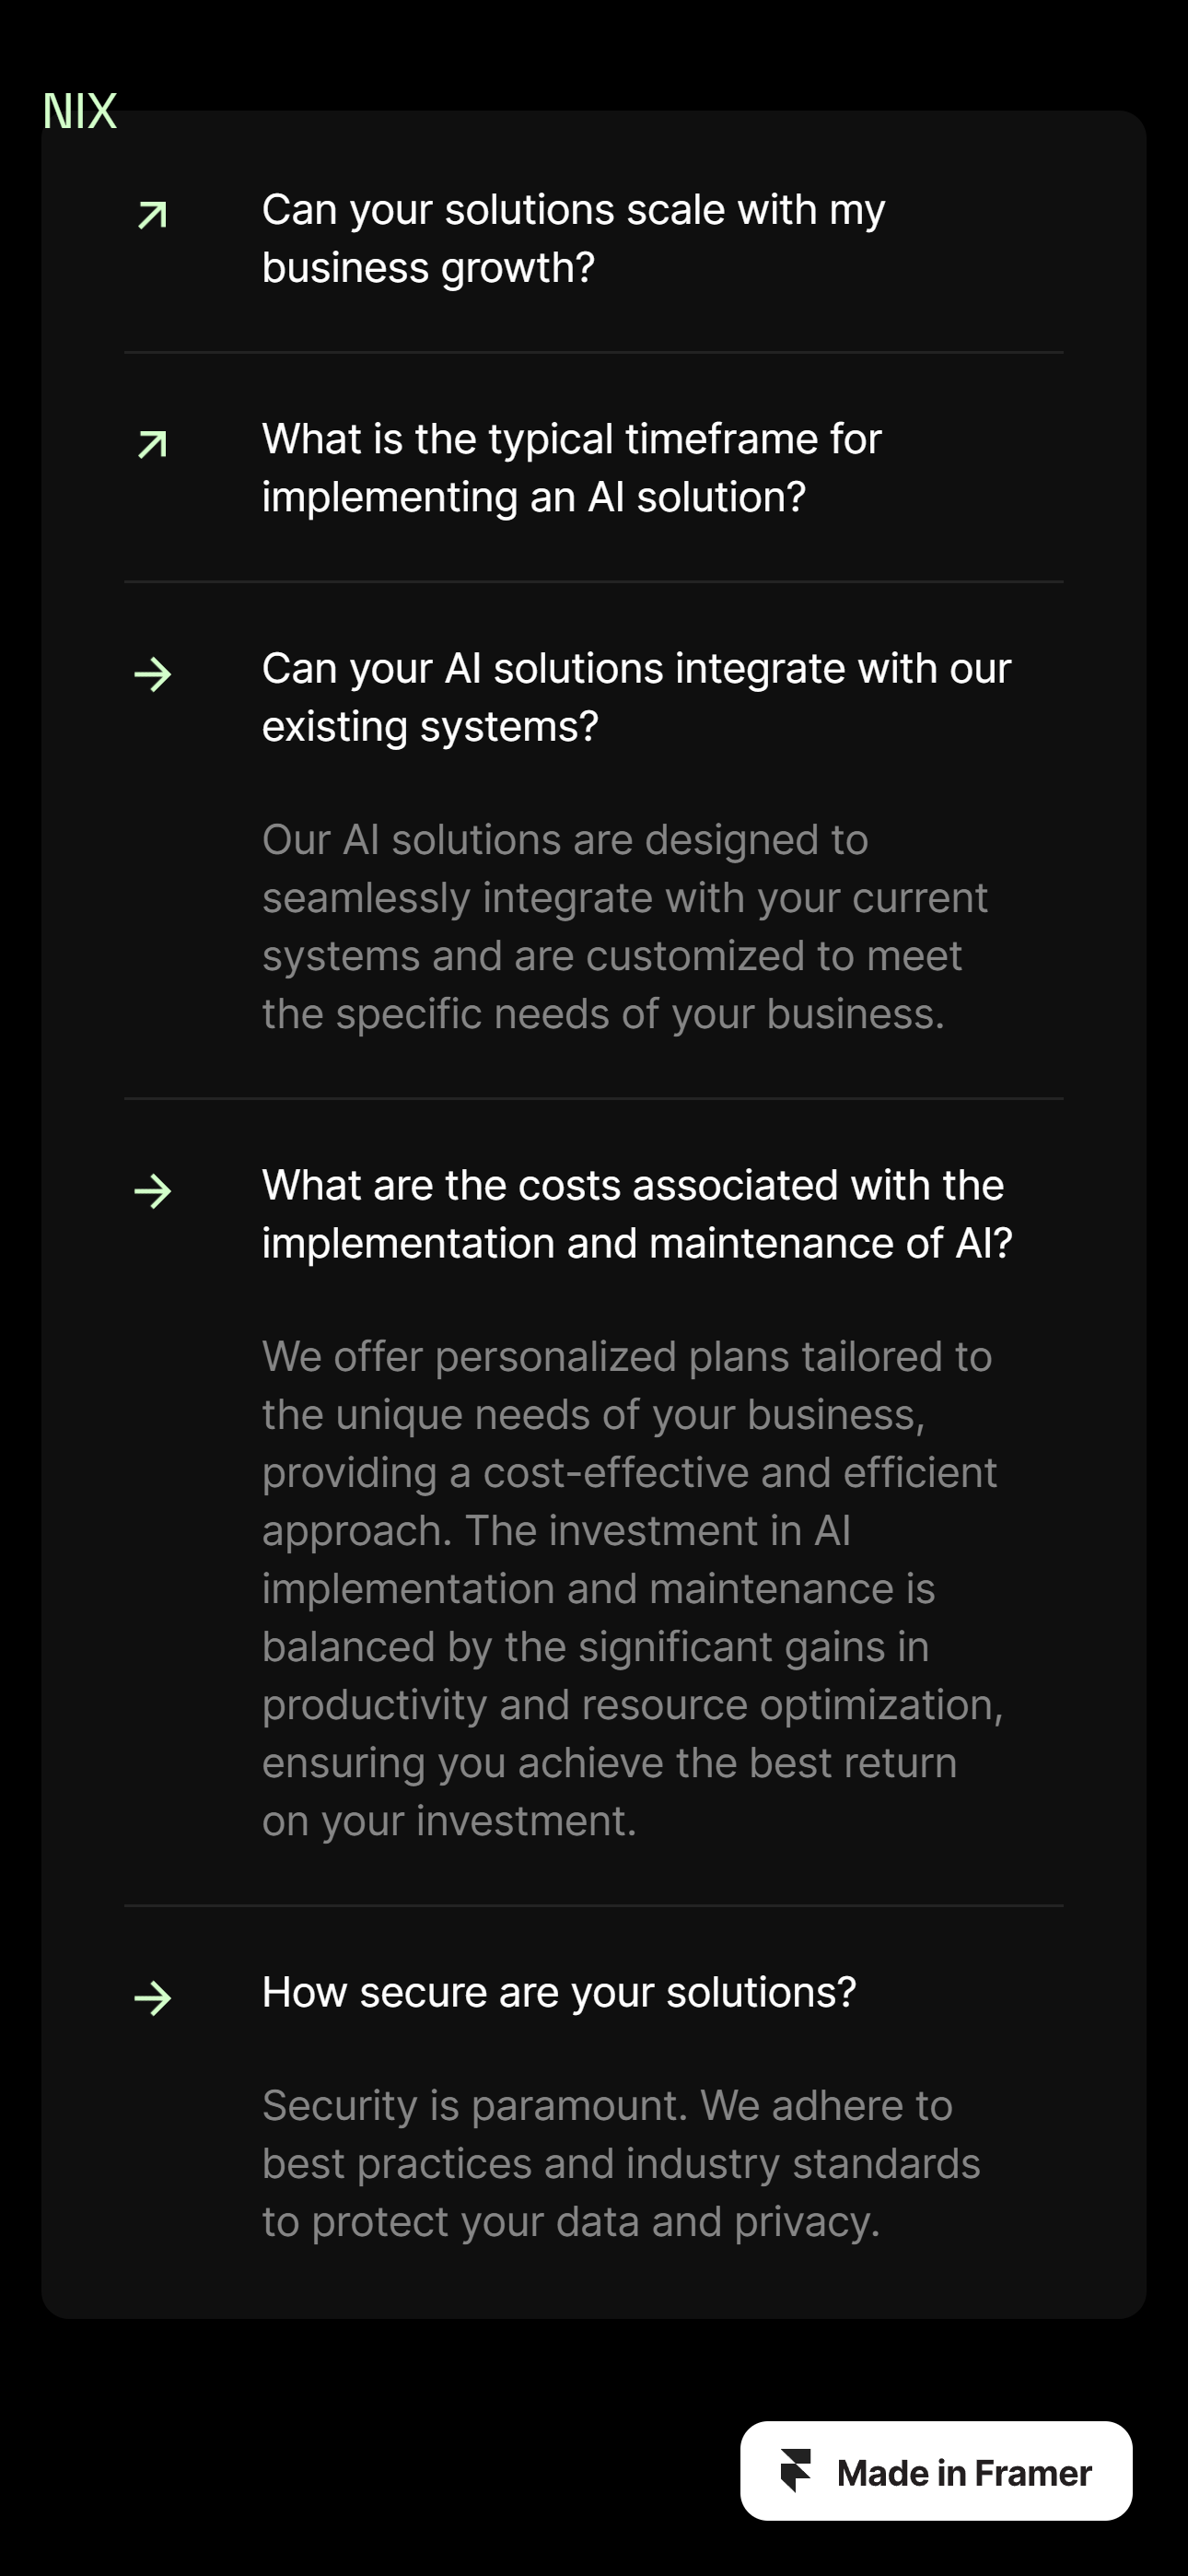 NIX
Can your solutions scale with my
business growth?
What is the typical timeframe for
implementing an AI solution?
Can your AI solutions integrate with our
existing systems?
Our AI solutions are designed to
seamlessly integrate with your current
systems and are customized to meet
the specific needs of your business.
What are the costs associated with the
implementation and maintenance of AI?
We offer personalized plans tailored to
the unique needs of your business,
providing a cost-effective and efficient
approach. The investment in AI
implementation and maintenance is
balanced by the significant gains in
productivity and resource optimization,
ensuring you achieve the best return
on your investment.
How secure are your solutions?
Security is paramount. We adhere to
best practices and industry standards
to protect your data and privacy.
Made in Framer